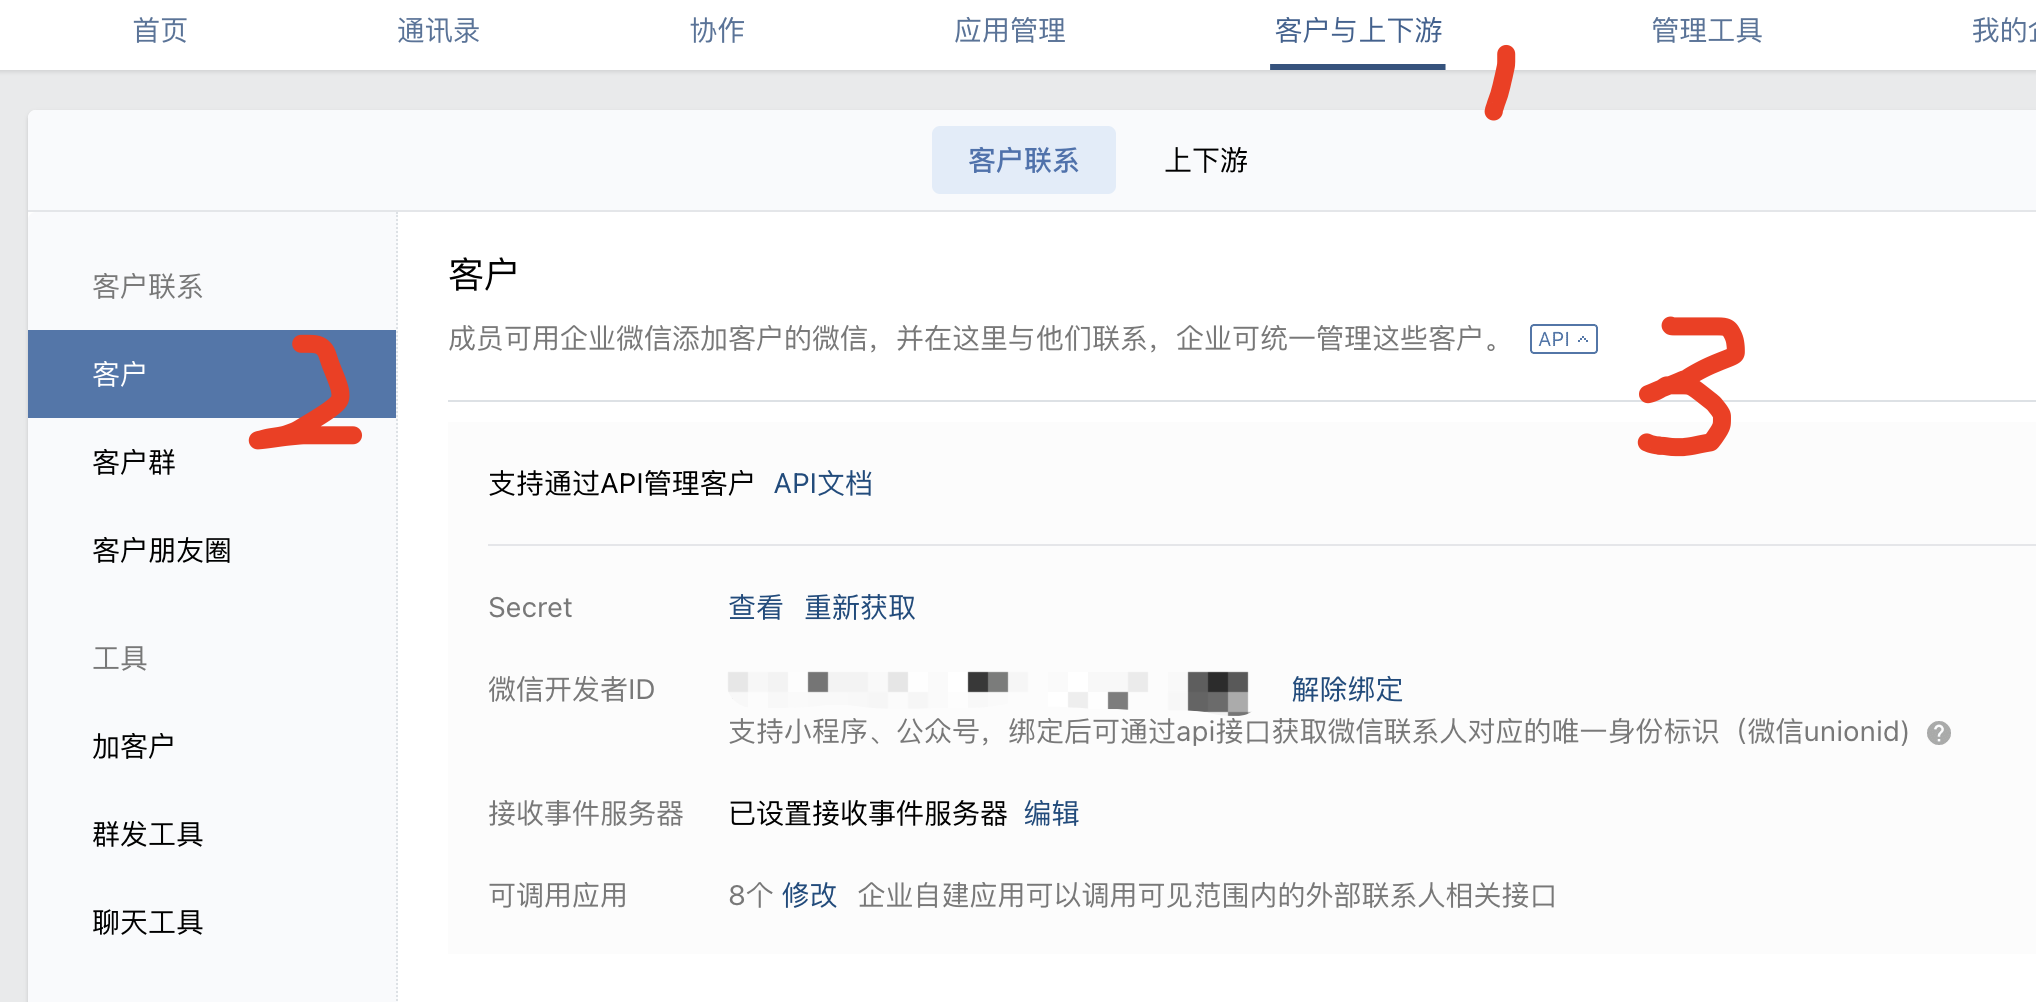 首页 通讯录 协作 应用管理 客户与上下游 管理工具 我的企
1
客户联系 上下游
客户联系
客户
2
客户群
客户朋友圈
工具
加客户
群发工具
聊天工具
客户
成员可用企业微信添加客户的微信，并在这里与他们联系，企业可统一管理这些客户。 API
3
支持通过API管理客户 API文档
Secret 查看 重新获取
微信开发者ID 解除绑定
支持小程序、公众号，绑定后可通过api接口获取微信联系人对应的唯一身份标识（微信unionid) ?
接收事件服务器 已设置接收事件服务器 编辑
可调用应用 8个 修改 企业自建应用可以调用可见范围内的外部联系人相关接口